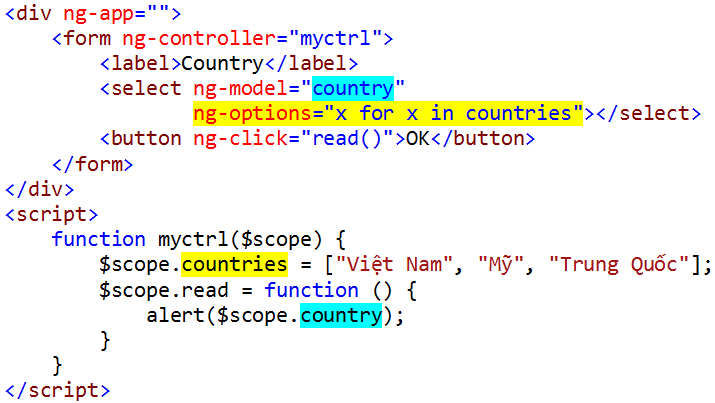 <div ng-app="">
    <form ng-controller="myctrl">
        <label>Country</label>
        <select ng-model="country"
                ng-options="x for x in countries"></select>
        <button ng-click="read()">OK</button>
    </form>
</div>
<script>
    function myctrl($scope) {
        $scope.countries = ["Việt Nam", "Mỹ", "Trung Quốc"];
        $scope.read = function () {
            alert($scope.country);
        }
    }
</script>